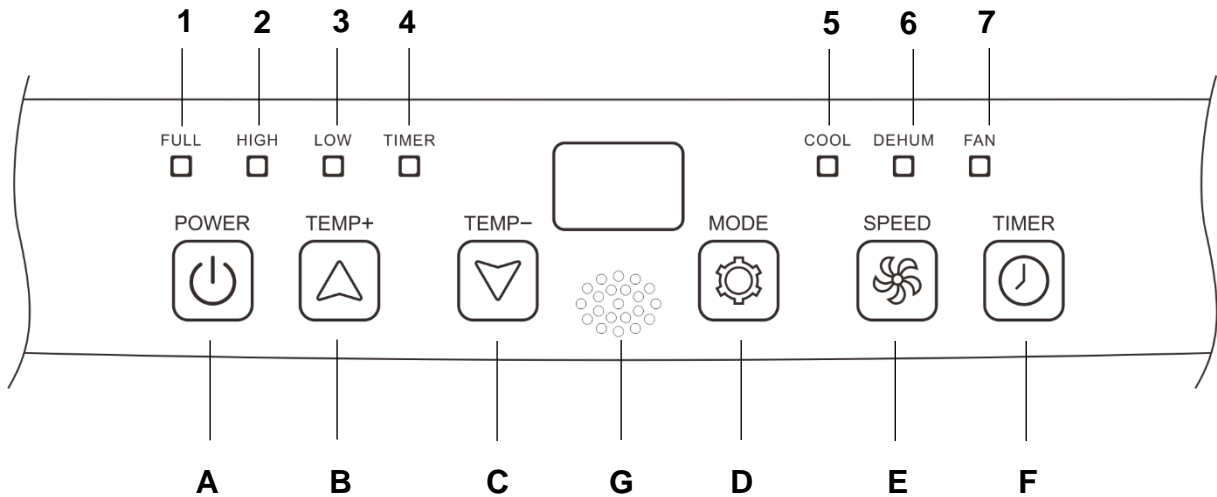 1 2 3 4 5 6 7
FULL HIGH LOW TIMER COOL DEHUM FAN
POWER TEMP+ TEMP− MODE SPEED TIMER
A B C G D E F